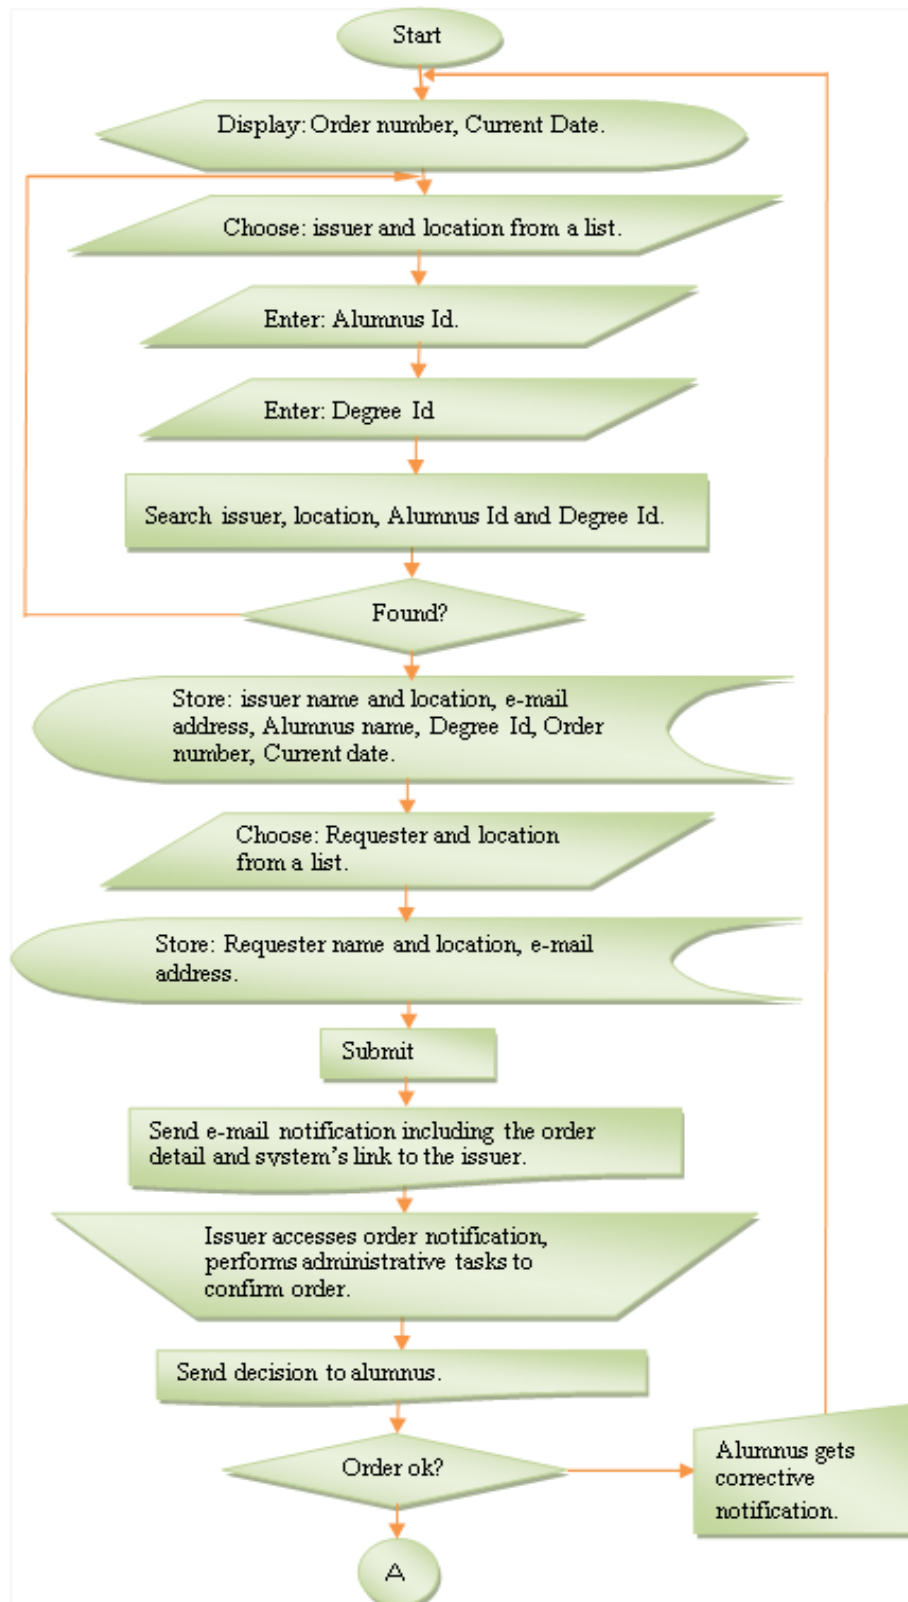 Start
Display: Order number, Current Date.
Choose: issuer and location from a list.
Enter: Alumnus Id.
Enter: Degree Id
Search issuer, location, Alumnus Id and Degree Id.
Found?
Store: issuer name and location, e-mail
address, Alumnus name, Degree Id, Order
number, Current date.
Choose: Requester and location
from a list.
Store: Requester name and location, e-mail
address.
Submit
Send e-mail notification including the order
detail and system's link to the issuer.
Issuer accesses order notification,
performs administrative tasks to
confirm order.
Send decision to alumnus.
Order ok?
Alumnus gets
corrective
notification.
A